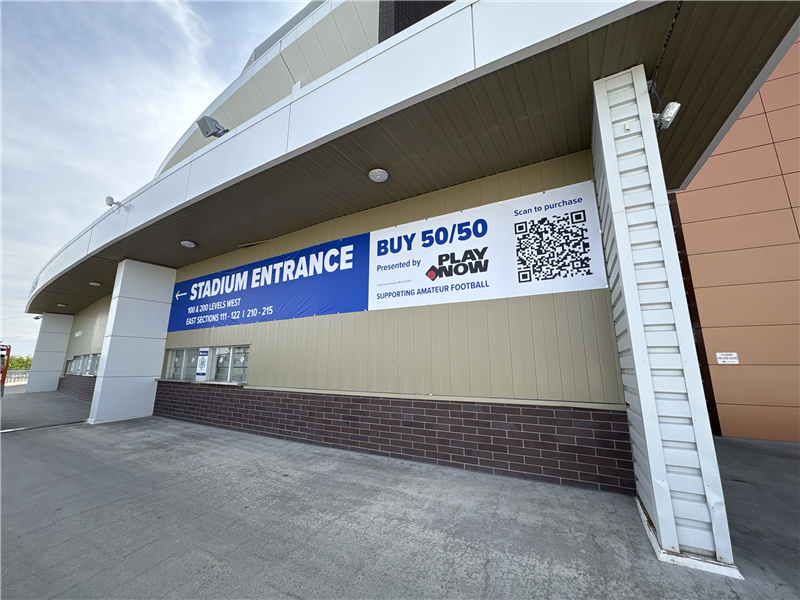 ← STADIUM ENTRANCE
100 & 200 LEVELS WEST
EAST SECTIONS 111 - 122 | 210 - 215
BUY 50/50
Presented by
PLAY
NOW
SUPPORTING AMATEUR FOOTBALL
Scan to purchase